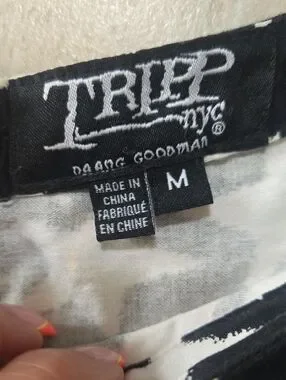 TRIPP
nyc®
DAANG GOODMAN
MADE IN
CHINA
FABRIQUÉ
EN CHINE
M